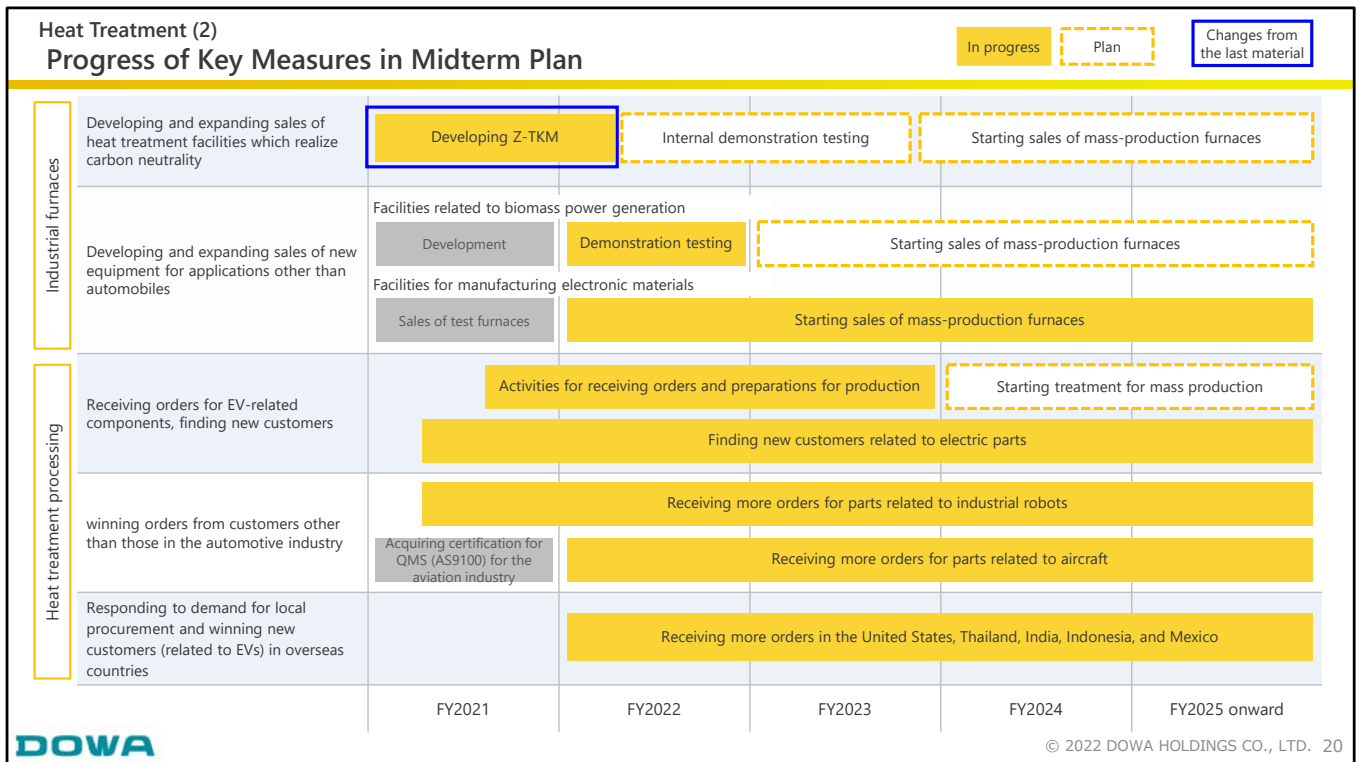 Heat Treatment (2)
Progress of Key Measures in Midterm Plan
In progress
Plan
Changes from
the last material
Industrial furnaces
Developing and expanding sales of
heat treatment facilities which realize
carbon neutrality
Developing Z-TKM
Internal demonstration testing
Starting sales of mass-production furnaces
Developing and expanding sales of new
equipment for applications other than
automobiles
Facilities related to biomass power generation
Development
Demonstration testing
Starting sales of mass-production furnaces
Facilities for manufacturing electronic materials
Sales of test furnaces
Starting sales of mass-production furnaces
Heat treatment processing
Receiving orders for EV-related
components, finding new customers
Activities for receiving orders and preparations for production
Starting treatment for mass production
Finding new customers related to electric parts
winning orders from customers other
than those in the automotive industry
Receiving more orders for parts related to industrial robots
Acquiring certification for
QMS (AS9100) for the
aviation industry
Receiving more orders for parts related to aircraft
Responding to demand for local
procurement and winning new
customers (related to EVs) in overseas
countries
Receiving more orders in the United States, Thailand, India, Indonesia, and Mexico
FY2021
FY2022
FY2023
FY2024
FY2025 onward
DOWA
© 2022 DOWA HOLDINGS CO., LTD. 20